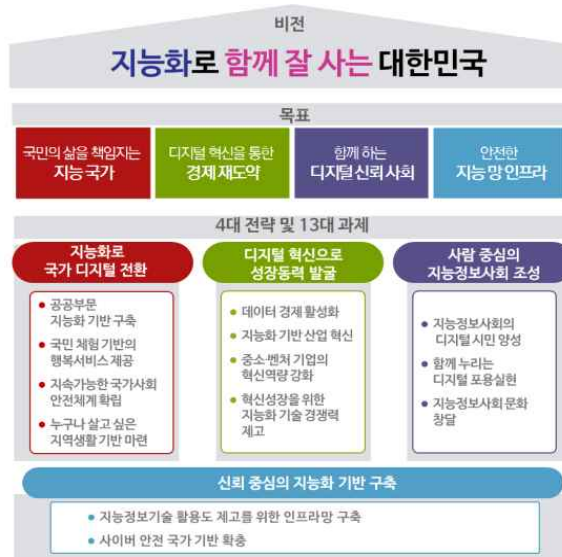 비전
지능화로 함께 잘 사는 대한민국
목표
국민의 삶을 책임지는
지능 국가
디지털 혁신을 통한
경제 재도약
함께 하는
디지털 신뢰 사회
안전한
지능 망 인프라
4대 전략 및 13대 과제
지능화로
국가 디지털 전환
• 공공부문
지능화 기반 구축
• 국민 체험 기반의
행복서비스 제공
• 지속가능한 국가사회
안전체계 확립
• 누구나 살고 싶은
지역생활 기반 마련
디지털 혁신으로
성장동력 발굴
• 데이터 경제 활성화
• 지능화 기반 산업 혁신
• 중소·벤처 기업의
혁신역량 강화
• 혁신성장을 위한
지능화 기술 경쟁력
제고
사람 중심의
지능정보사회 조성
• 지능정보사회의
디지털 시민 양성
• 함께 누리는
디지털 포용실현
• 지능정보사회 문화
창달
신뢰 중심의 지능화 기반 구축
• 지능정보기술 활용도 제고를 위한 인프라망 구축
• 사이버 안전 국가 기반 확충